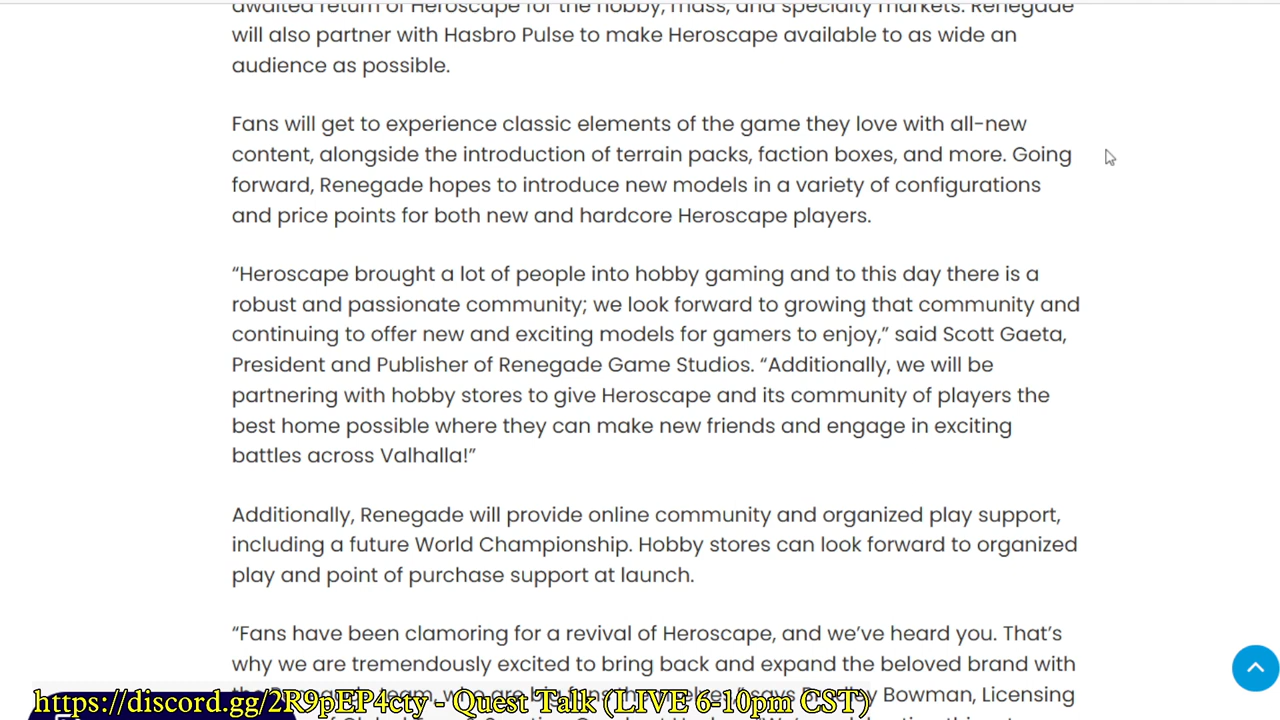 awaited return of Heroscape for the hobby, mass, and specialty markets. Renegade
will also partner with Hasbro Pulse to make Heroscape available to as wide an
audience as possible.
Fans will get to experience classic elements of the game they love with all-new
content, alongside the introduction of terrain packs, faction boxes, and more. Going
forward, Renegade hopes to introduce new models in a variety of configurations
and price points for both new and hardcore Heroscape players.
“Heroscape brought a lot of people into hobby gaming and to this day there is a
robust and passionate community; we look forward to growing that community and
continuing to offer new and exciting models for gamers to enjoy,” said Scott Gaeta,
President and Publisher of Renegade Game Studios. “Additionally, we will be
partnering with hobby stores to give Heroscape and its community of players the
best home possible where they can make new friends and engage in exciting
battles across Valhalla!”
Additionally, Renegade will provide online community and organized play support,
including a future World Championship. Hobby stores can look forward to organized
play and point of purchase support at launch.
“Fans have been clamoring for a revival of Heroscape, and we’ve heard you. That’s
why we are tremendously excited to bring back and expand the beloved brand with
Bowman, Licensing
https://discord.gg/2R9pEP4cty - Quest Talk (LIVE 6-10pm CST)